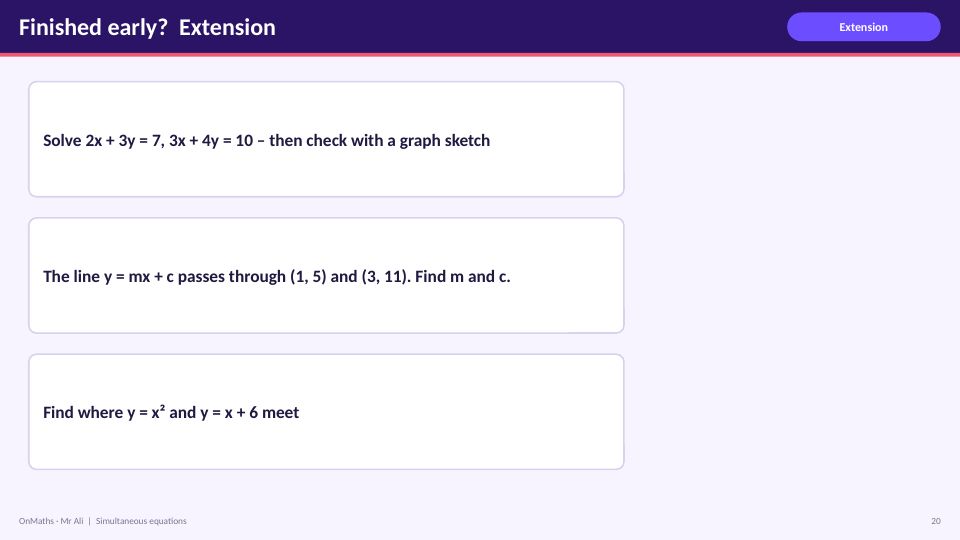 Finished early?  Extension
Extension
Solve 2x + 3y = 7, 3x + 4y = 10 – then check with a graph sketch
The line y = mx + c passes through (1, 5) and (3, 11). Find m and c.
Find where y = x² and y = x + 6 meet
OnMaths - Mr Ali | Simultaneous equations
20